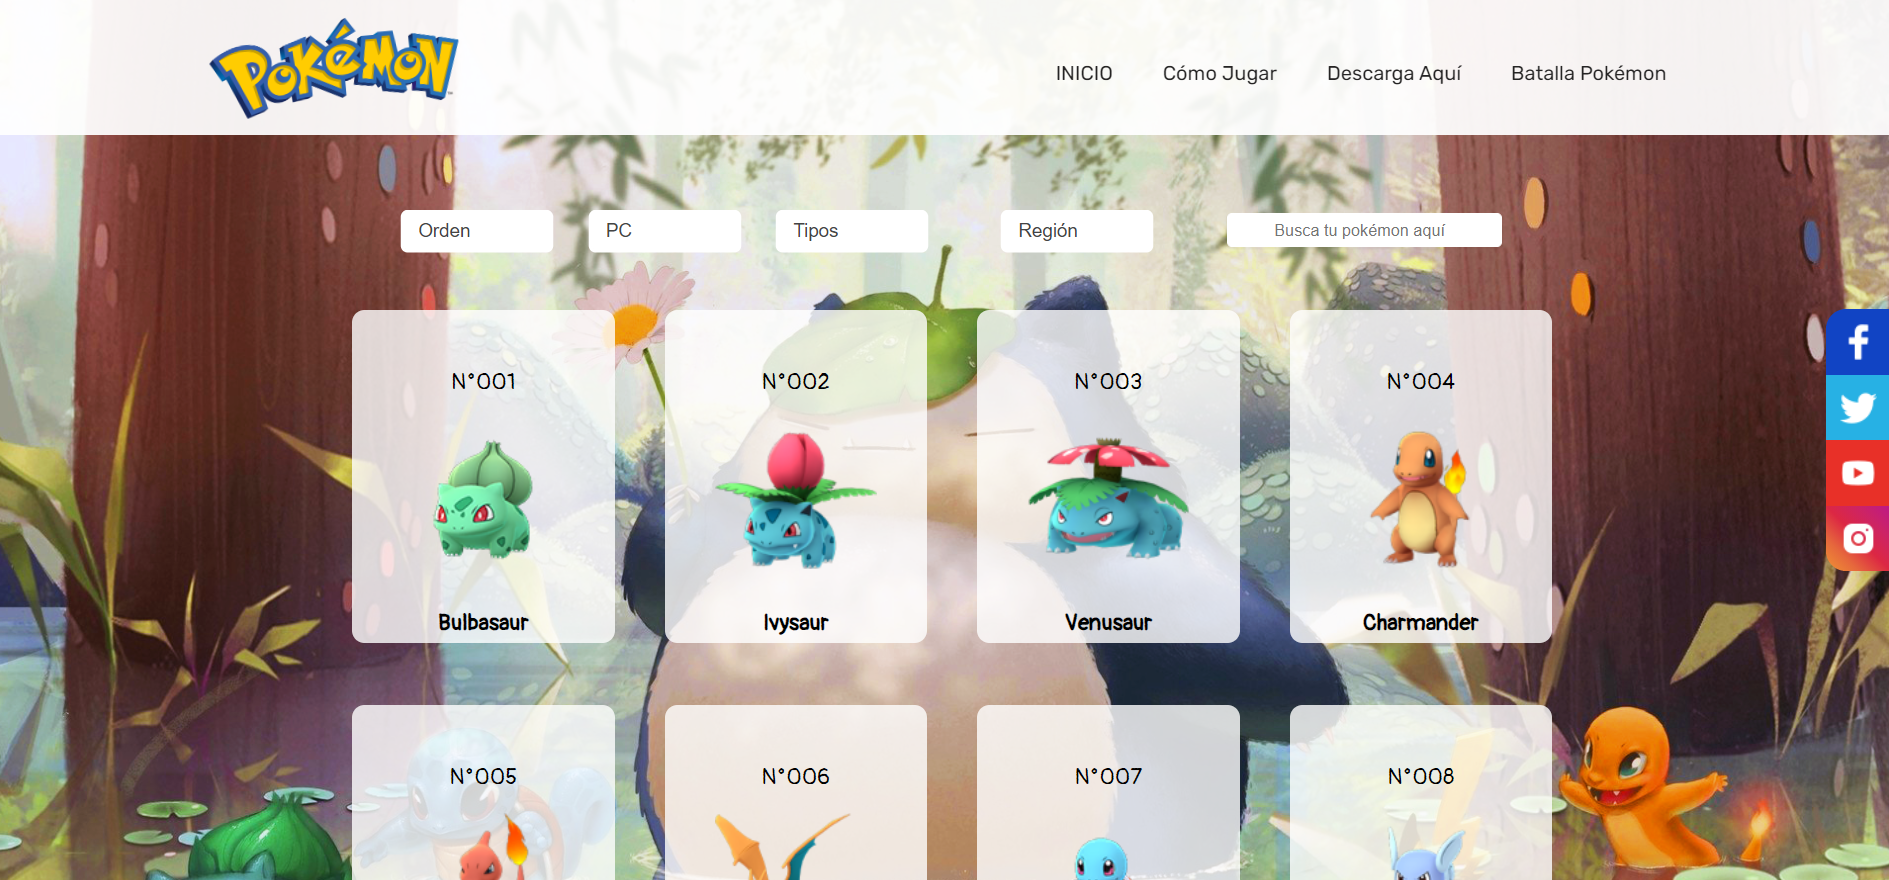 POKéMON
INICIO
Cómo Jugar
Descarga Aquí
Batalla Pokémon
Orden
PC
Tipos
Región
Busca tu pokémon aquí
N°001
N°002
N°003
N°004
Bulbasaur
Ivysaur
Venusaur
Charmander
N°005
N°006
N°007
N°008